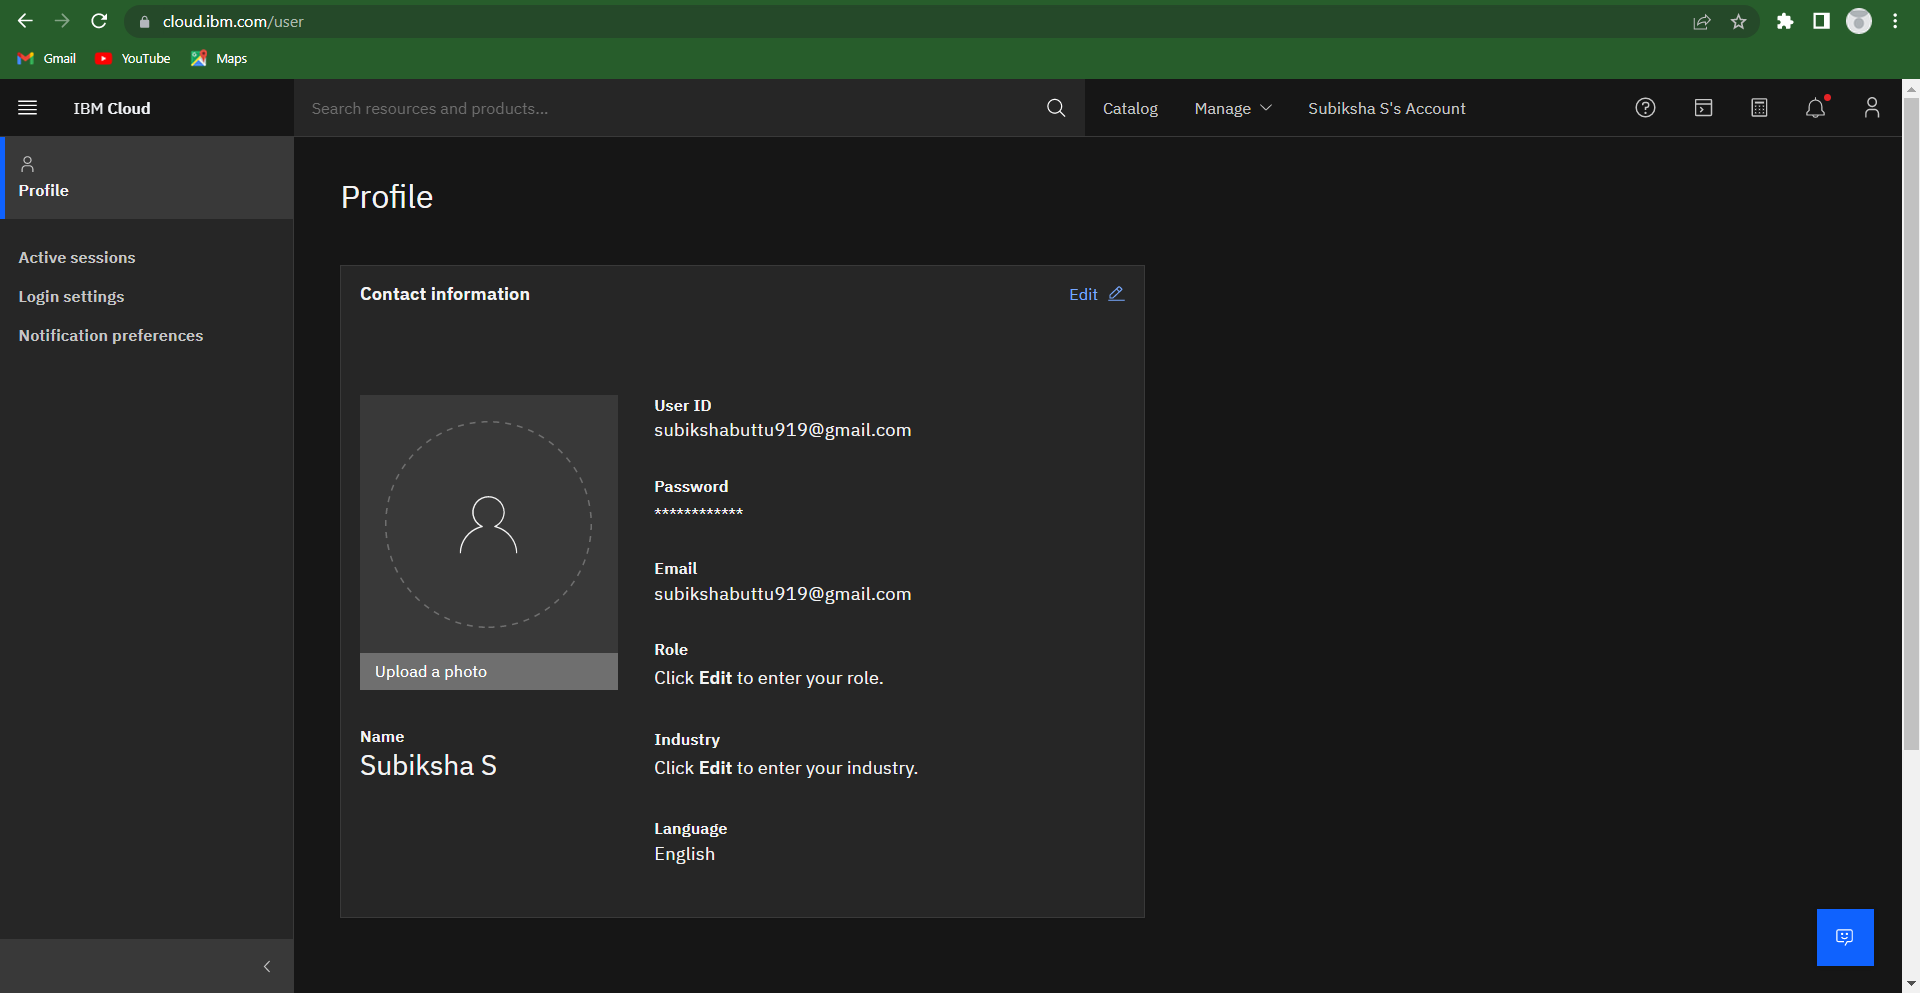 cloud.ibm.com/user
Gmail YouTube Maps
IBM Cloud
Search resources and products...
Catalog Manage Subiksha S's Account
Profile
Active sessions
Login settings
Notification preferences
Profile
Contact information
Edit
Upload a photo
Name
Subiksha S
User ID
subikshabuttu919@gmail.com
Password
************
Email
subikshabuttu919@gmail.com
Role
Click Edit to enter your role.
Industry
Click Edit to enter your industry.
Language
English